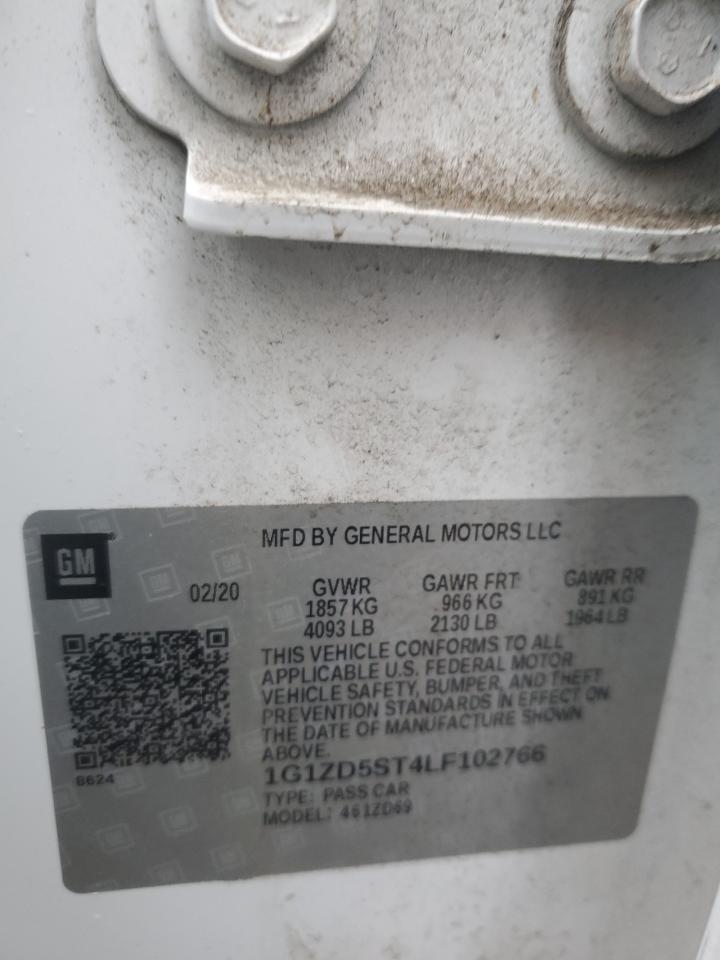 MFD BY GENERAL MOTORS LLC
GM
02/20
GVWR GAWR FRT GAWR RR
1857 KG 966 KG 891 KG
4093 LB 2130 LB 1964 LB
THIS VEHICLE CONFORMS TO ALL
APPLICABLE U.S. FEDERAL MOTOR
VEHICLE SAFETY, BUMPER, AND THEFT
PREVENTION STANDARDS IN EFFECT ON
THE DATE OF MANUFACTURE SHOWN
ABOVE.
8624
1G1ZD5ST4LF102766
TYPE: PASS CAR
MODEL: 461ZD69